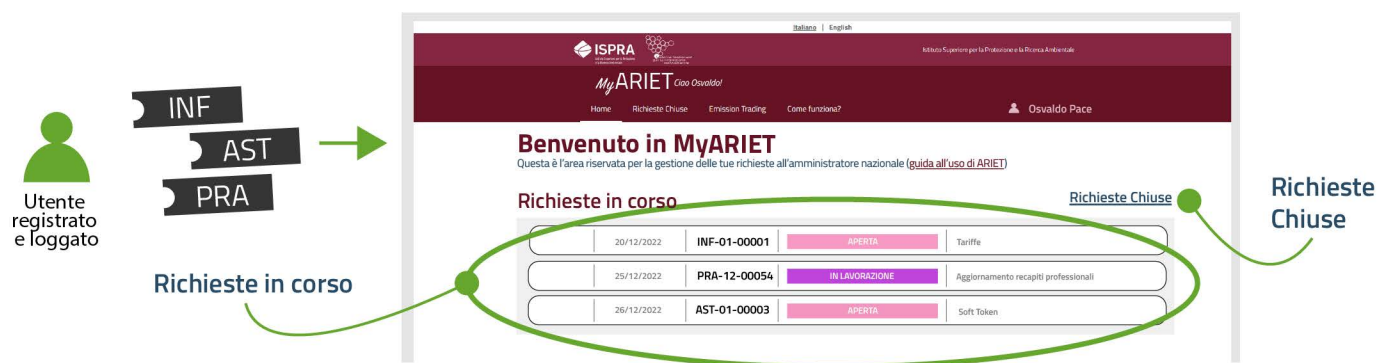 Italiano | English
ISPRA
Istituto Superiore per la Protezione e la Ricerca Ambientale
MyARIET Ciao Osvaldo!
Home Richieste Chiuse Emission Trading Come funziona?
Osvaldo Pace
INF
AST
PRA
Utente
registrato
e loggato
Benvenuto in MyARIET
Questa è l'area riservata per la gestione delle tue richieste all'amministratore nazionale (guida all'uso di ARIET)
Richieste in corso
Richieste Chiuse
20/12/2022 INF-01-00001 APERTA Tariffe
25/12/2022 PRA-12-00054 IN LAVORAZIONE Aggiornamento recapiti professionali
26/12/2022 AST-01-00003 APERTA Soft Token
Richieste in corso
Richieste
Chiuse